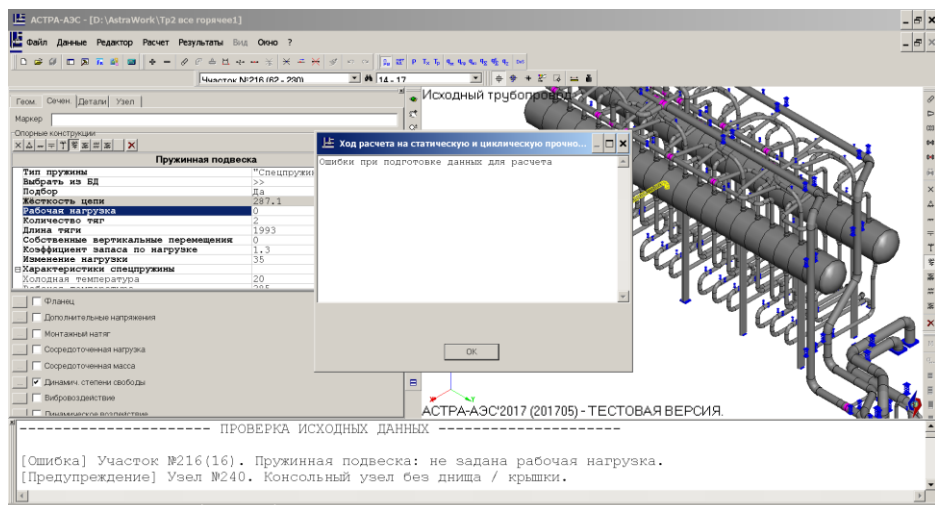 АСТРА-АЭС - [D:\AstraWork\Тр2 все горячее1]
Файл Данные Редактор Расчет Результаты Вид Окно ?
Участок №216 (62 - 230)
14 - 17
Геом. Сечен. Детали Узел
Маркер
Опорные конструкции
Пружинная подвеска
Тип пружины "Спецпружин
Выбрать из БД >>
Подбор Да
Жёсткость цепи 287.1
Рабочая нагрузка 0
Количество тяг 2
Длина тяги 1993
Собственные вертикальные перемещения 0
Коэффициент запаса по нагрузке 1,3
Изменение нагрузки 35
Характеристики спецпружины
Холодная температура 20
Фланец
Дополнительные напряжения
Монтажный натяг
Сосредоточенная нагрузка
Сосредоточенная масса
Динамич. степени свободы
Вибровоздействие
Динамическое воздействие
Исходный трубопровод
Ход расчета на статическую и циклическую прочно...
Ошибки при подготовке данных для расчета
OK
АСТРА-АЭС'2017 (201705) - ТЕСТОВАЯ ВЕРСИЯ.
---------------------- ПРОВЕРКА ИСХОДНЫХ ДАННЫХ ---------------------
[Ошибка] Участок №216(16). Пружинная подвеска: не задана рабочая нагрузка.
[Предупреждение] Узел №240. Консольный узел без днища / крышки.